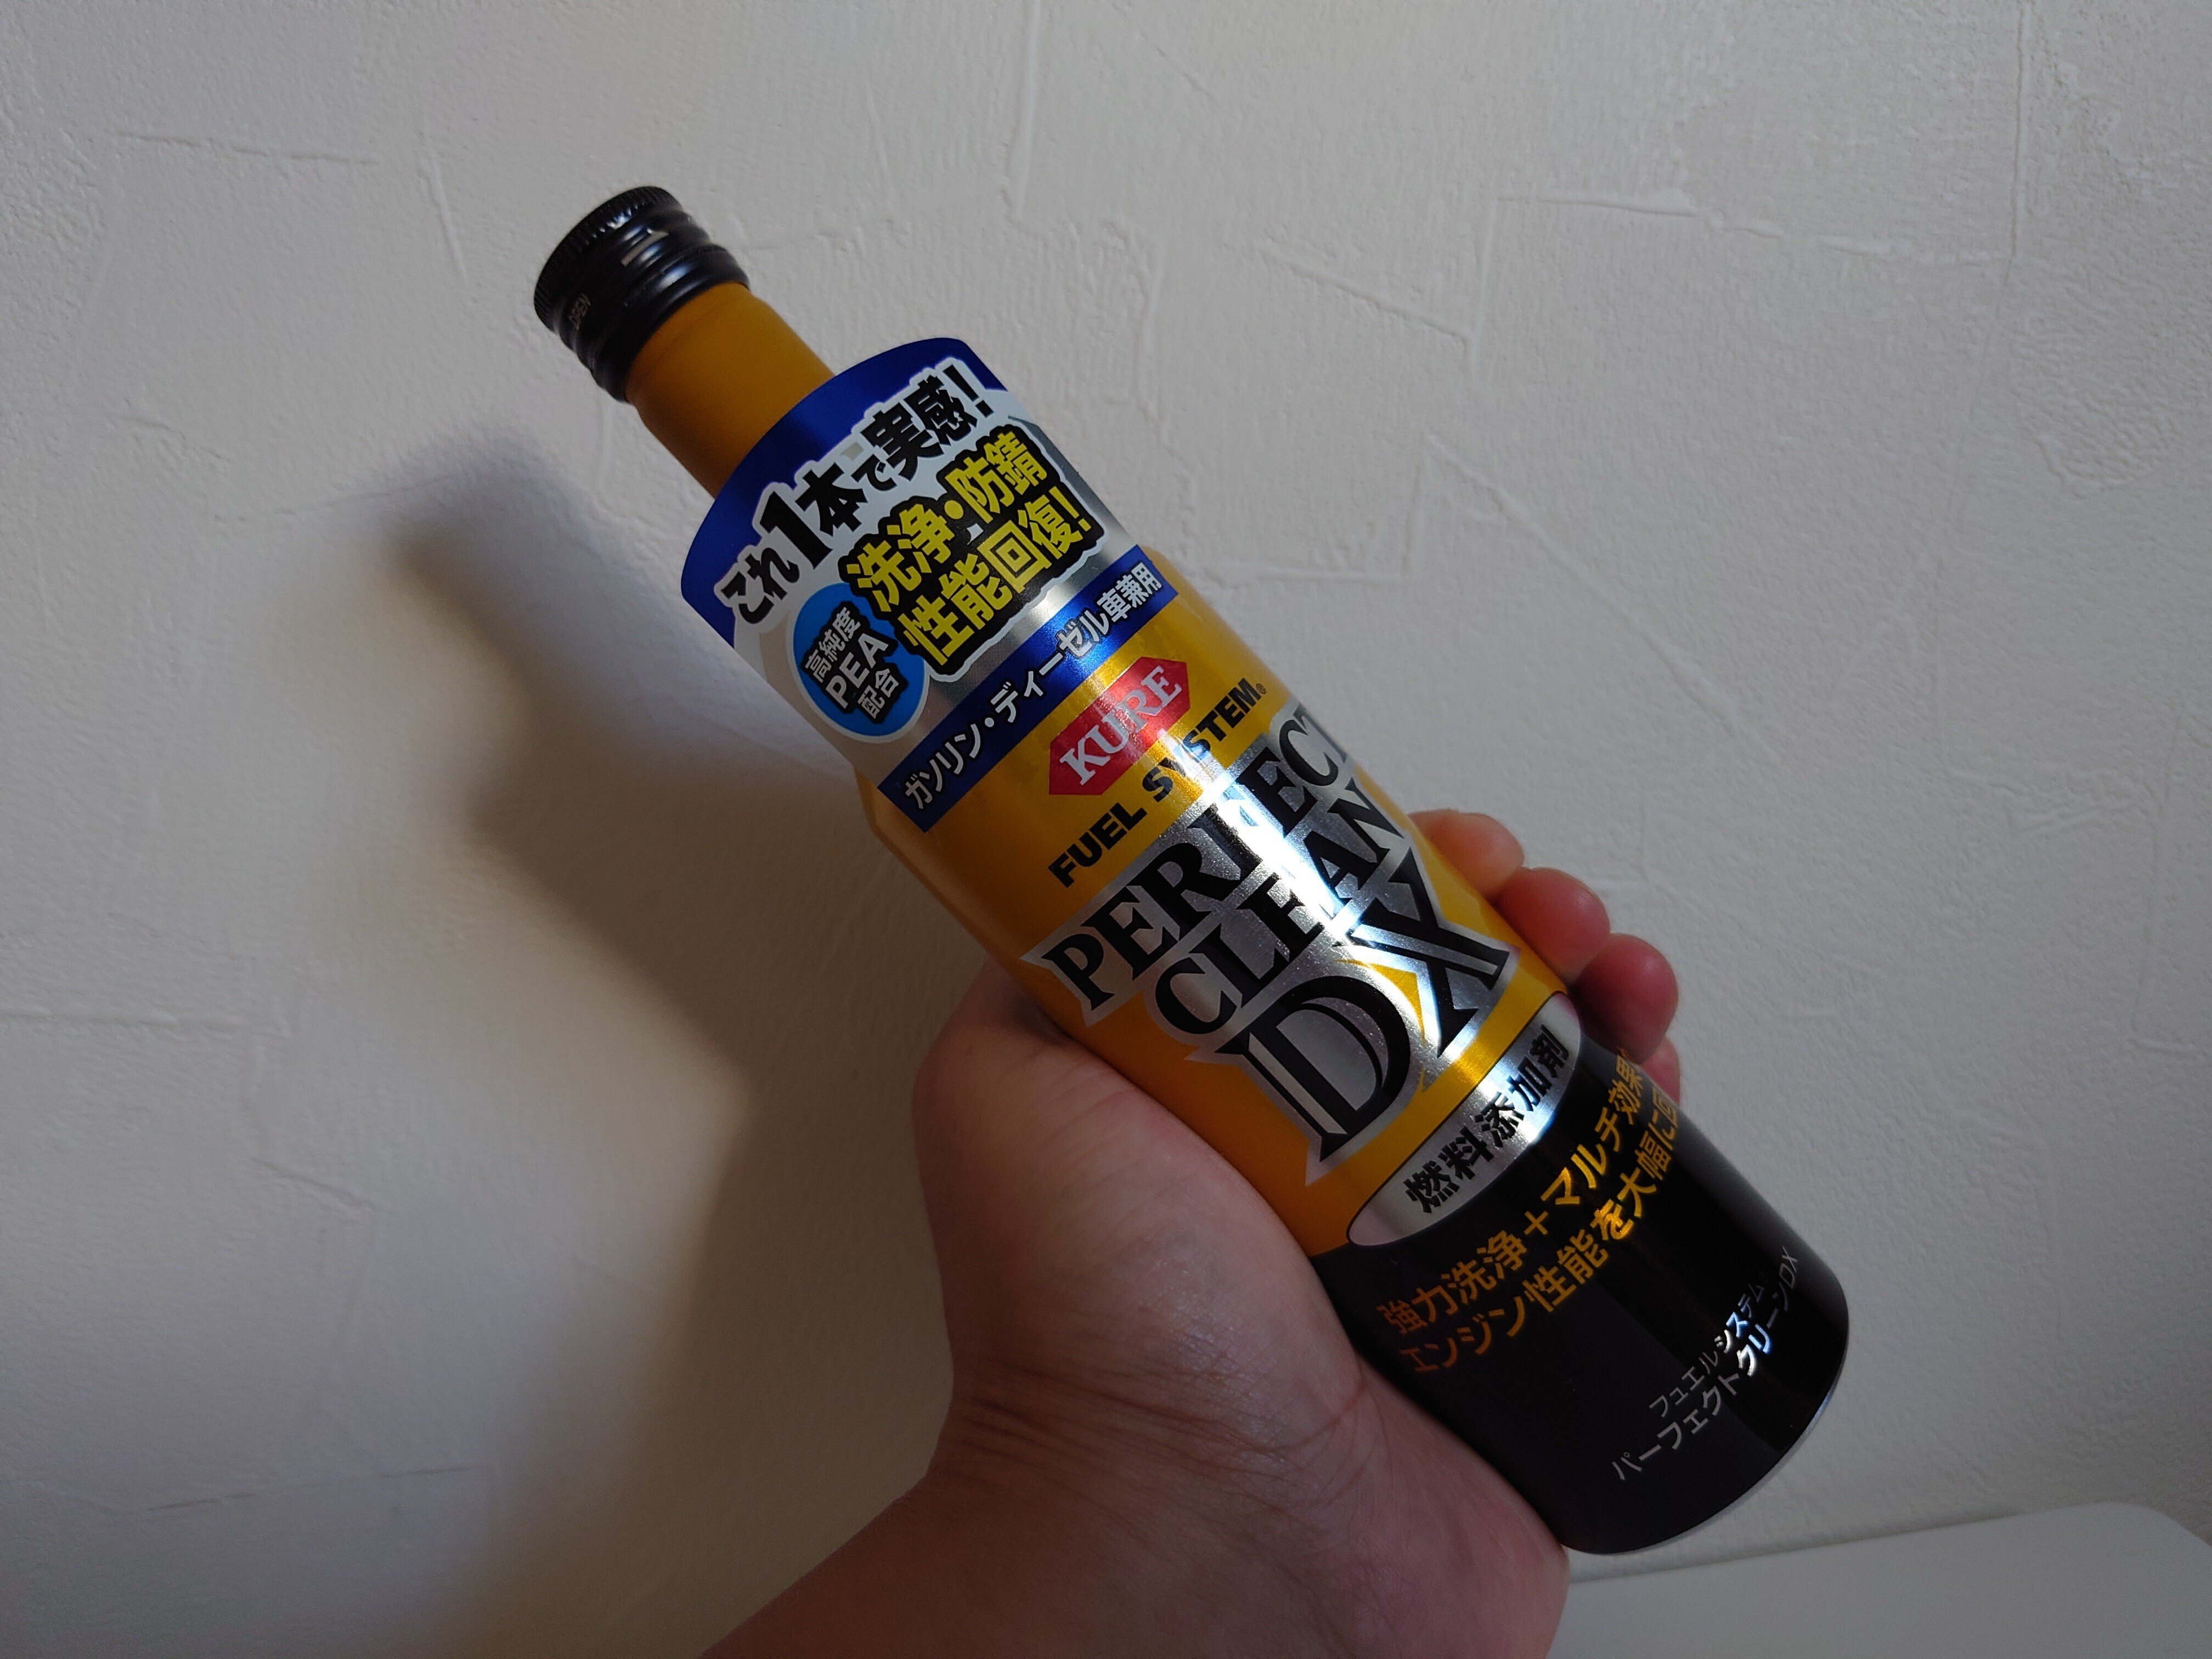 OPEN
これ1本で実感!
洗浄・防錆
性能回復!
高純度
PEA
配合
ガソリン・ディーゼル車兼用
KURE
FUEL SYSTEM®
PERFECT
CLEAN
DX
燃料添加剤
強力洗浄+マルチ効果
エンジン性能を大幅に回
フュエルシステム
パーフェクトクリーンDX